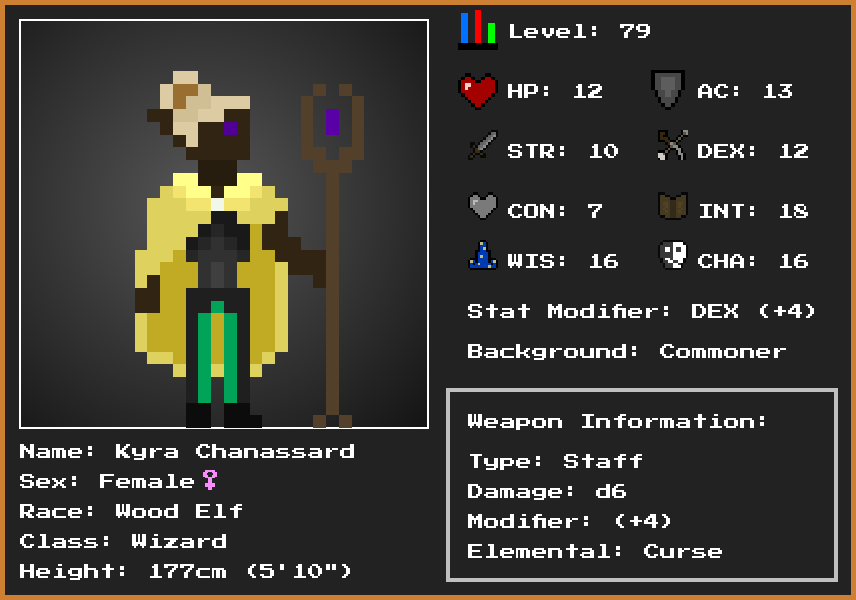 Level: 79
HP: 12 AC: 13
STR: 10 DEX: 12
CON: 7 INT: 18
WIS: 16 CHA: 16
Stat Modifier: DEX (+4)
Background: Commoner
Weapon Information:
Type: Staff
Damage: d6
Modifier: (+4)
Elemental: Curse
Name: Kyra Chanassard
Sex: Female♀
Race: Wood Elf
Class: Wizard
Height: 177cm (5'10")